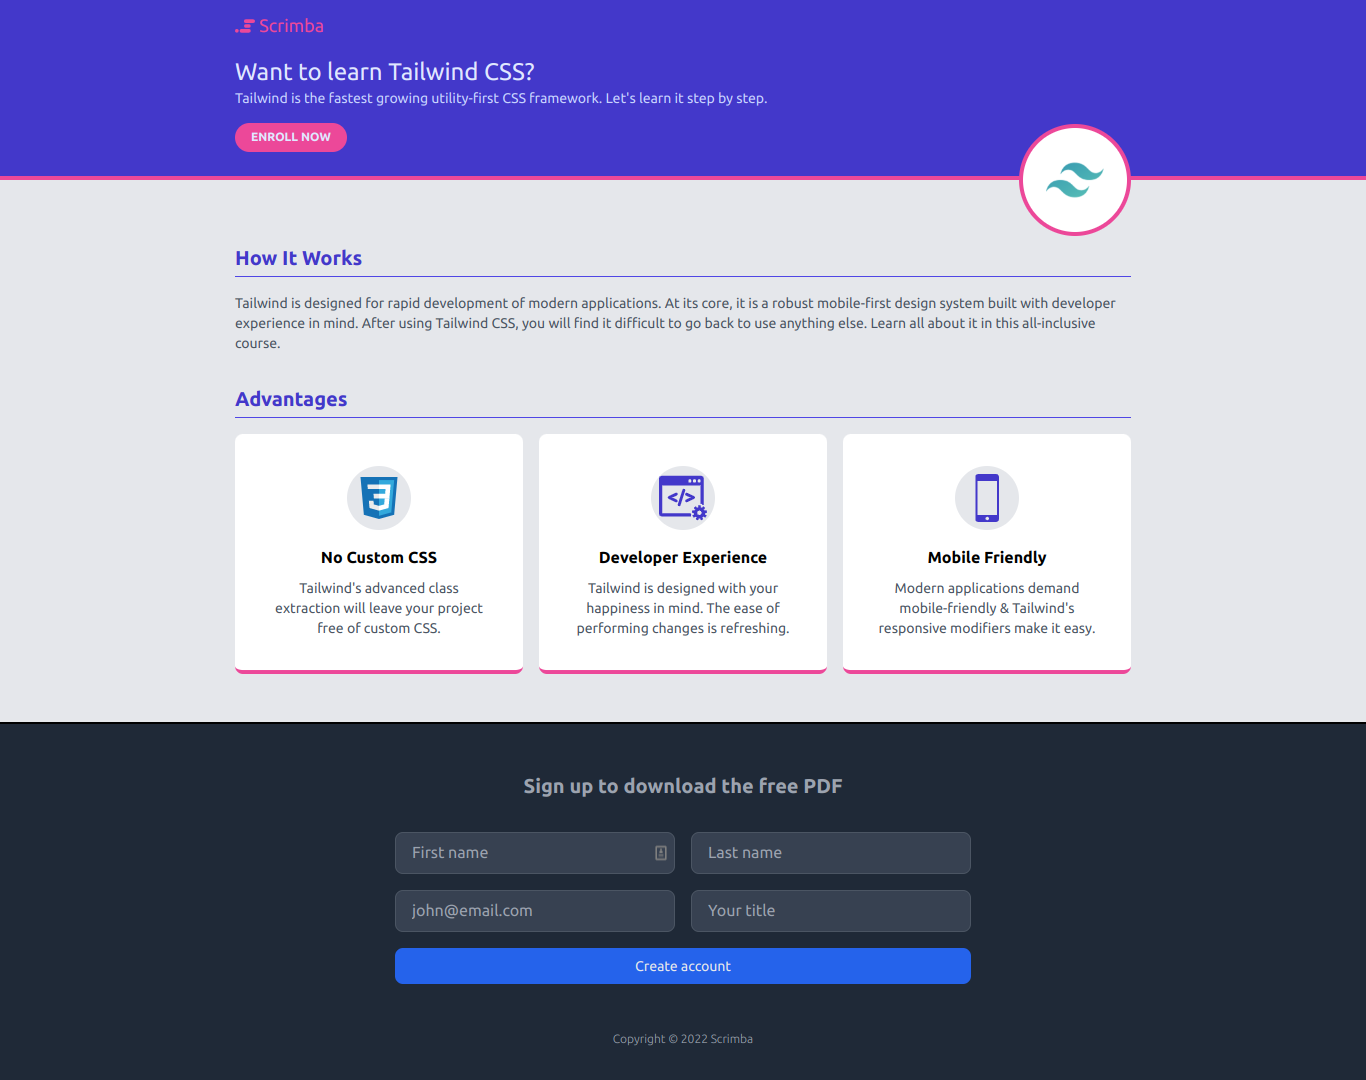 Scrimba
Want to learn Tailwind CSS?
Tailwind is the fastest growing utility-first CSS framework. Let's learn it step by step.
ENROLL NOW
How It Works
Tailwind is designed for rapid development of modern applications. At its core, it is a robust mobile-first design system built with developer
experience in mind. After using Tailwind CSS, you will find it difficult to go back to use anything else. Learn all about it in this all-inclusive
course.
Advantages
No Custom CSS
Tailwind's advanced class
extraction will leave your project
free of custom CSS.
</>
Developer Experience
Tailwind is designed with your
happiness in mind. The ease of
performing changes is refreshing.
Mobile Friendly
Modern applications demand
mobile-friendly & Tailwind's
responsive modifiers make it easy.
Sign up to download the free PDF
First name
Last name
john@email.com
Your title
Create account
Copyright © 2022 Scrimba